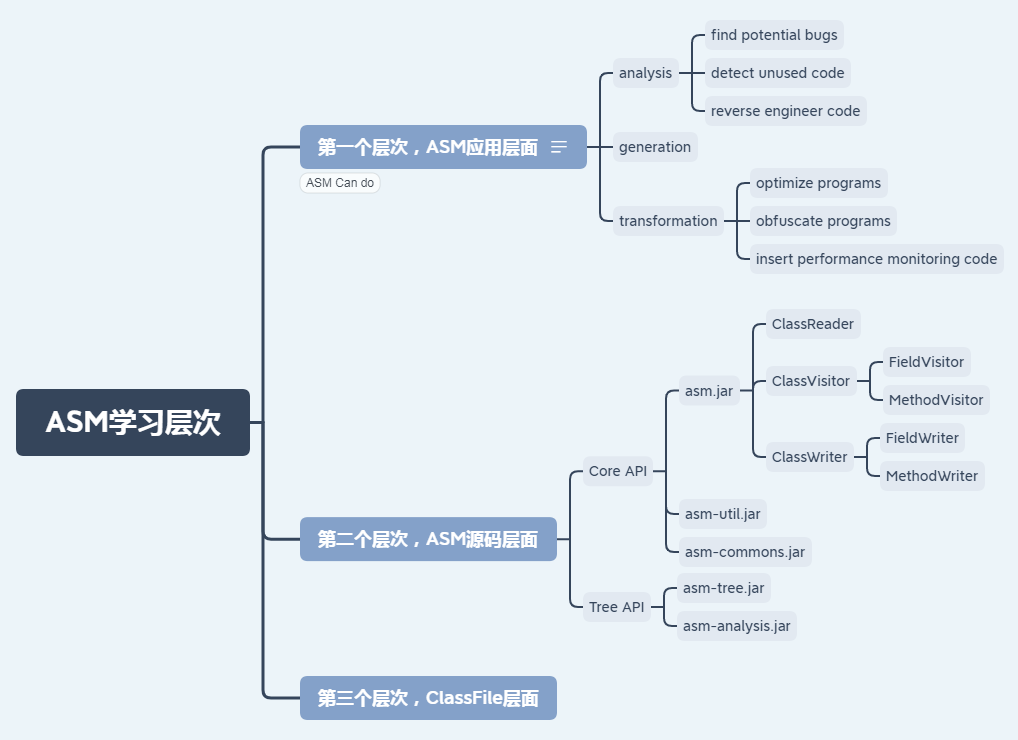 ASM学习层次
第一个层次，ASM应用层面
ASM Can do
analysis
find potential bugs
detect unused code
reverse engineer code
generation
transformation
optimize programs
obfuscate programs
insert performance monitoring code
第二个层次，ASM源码层面
Core API
asm.jar
ClassReader
ClassVisitor
FieldVisitor
MethodVisitor
ClassWriter
FieldWriter
MethodWriter
asm-util.jar
asm-commons.jar
Tree API
asm-tree.jar
asm-analysis.jar
第三个层次，ClassFile层面